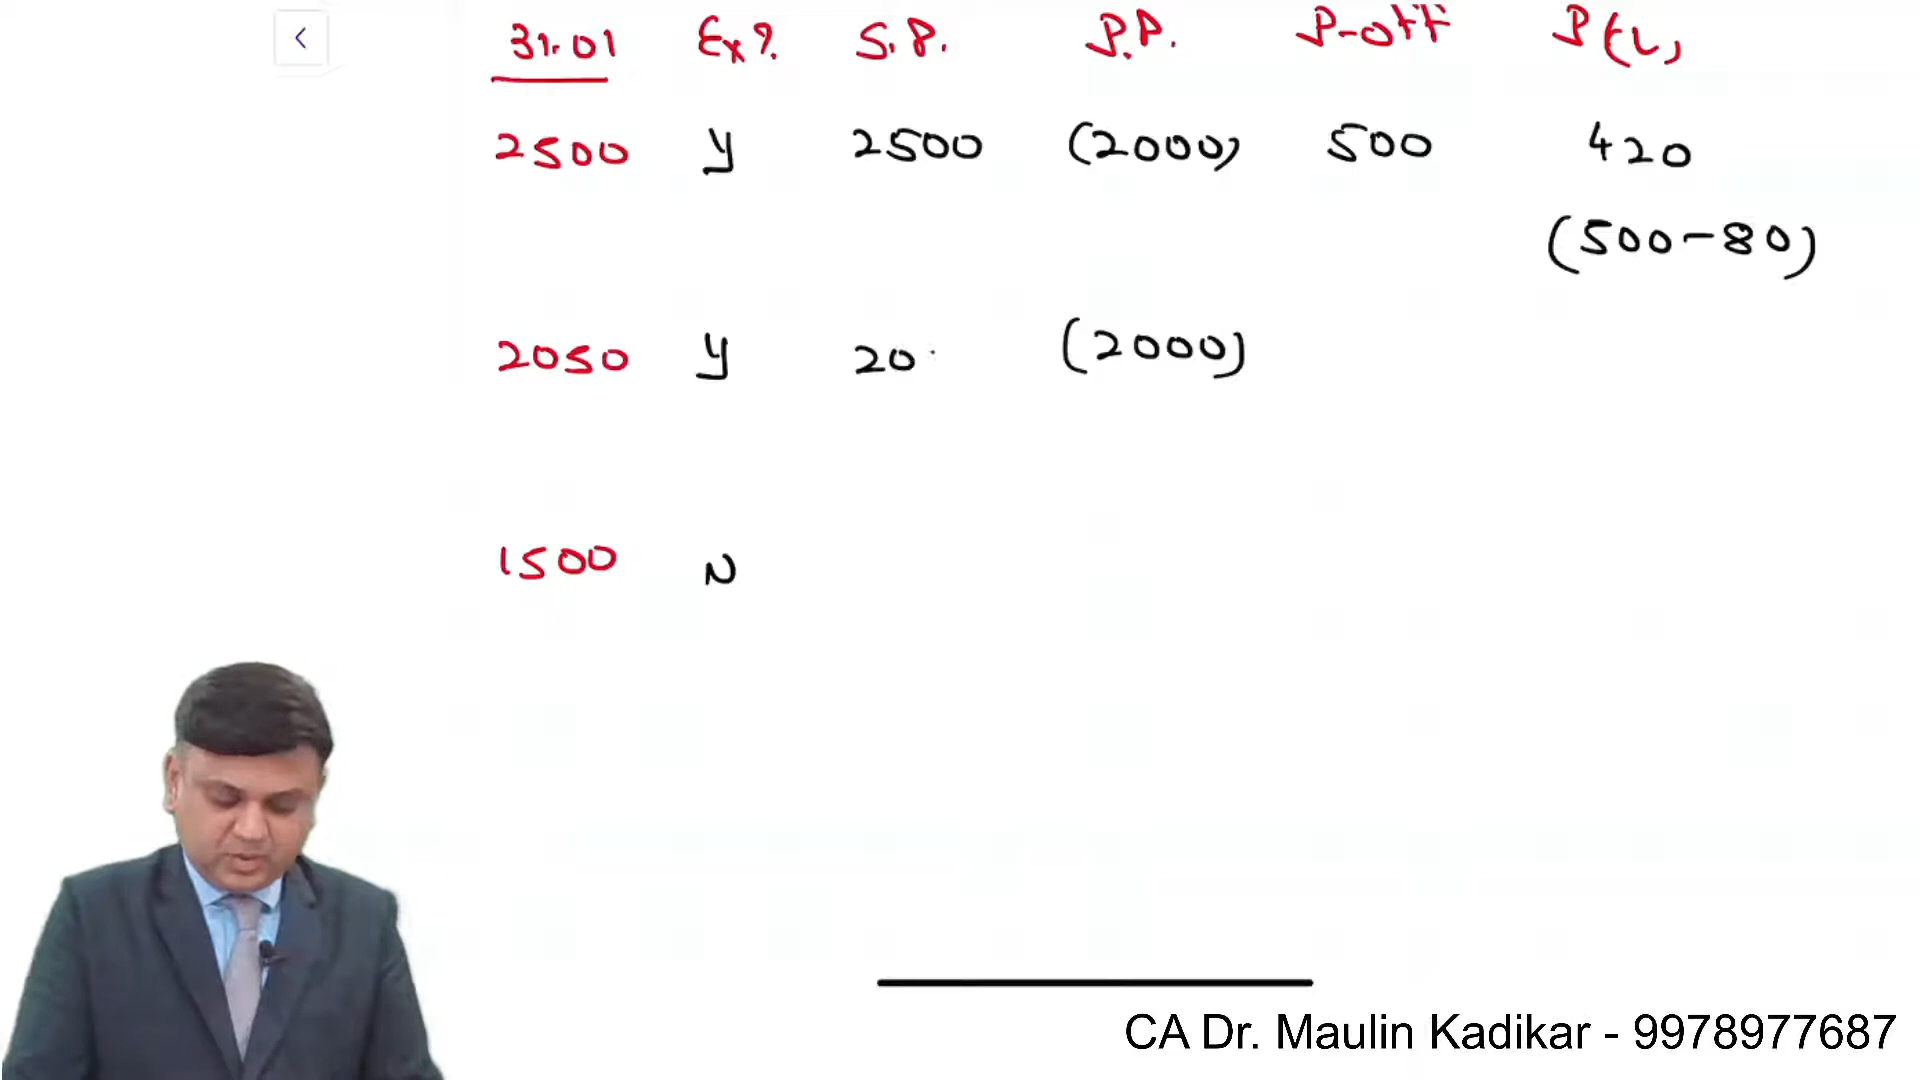 31.01 Ex? S.P. P.P. P-off P(L)
2500 Y 2500 (2000) 500 420
(500-80)
2050 Y 20 (2000)
1500 N
CA Dr. Maulin Kadikar - 9978977687